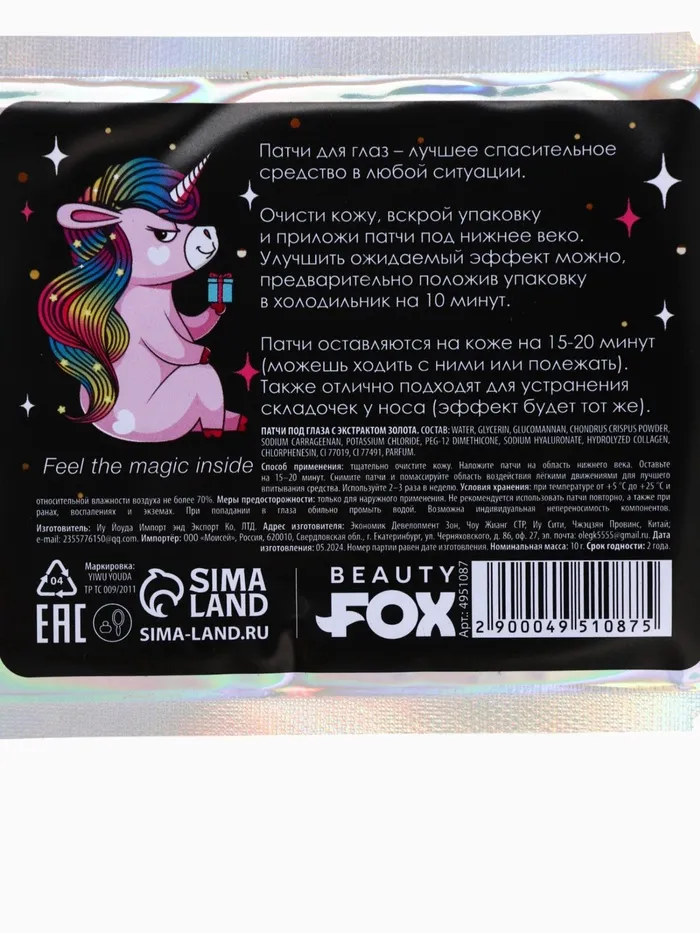 Патчи для глаз – лучшее спасительное
средство в любой ситуации.
Очисти кожу, вскрой упаковку
и приложи патчи под нижнее веко.
Улучшить ожидаемый эффект можно,
предварительно положив упаковку
в холодильник на 10 минут.
Патчи оставляются на коже на 15-20 минут
(можешь ходить с ними или полежать).
Также отлично подходят для устранения
складочек у носа (эффект будет тот же).
ПАТЧИ ПОД ГЛАЗА С ЭКСТРАКТОМ ЗОЛОТА. СОСТАВ: WATER, GLYCERIN, GLUCOMANNAN, CHONDRUS CRISPUS POWDER,
SODIUM CARRAGEENAN, POTASSIUM CHLORIDE, PEG-12 DIMETHICONE, SODIUM HYALURONATE, HYDROLYZED COLLAGEN,
CHLORPHENESIN, CI 77019, CI 77491, PARFUM.
Feel the magic inside
Способ применения: тщательно очистите кожу. Наложите патчи на область нижнего века. Оставьте
на 15–20 минут. Снимите патчи и помассируйте область воздействия лёгкими движениями для лучшего
впитывания средства. Используйте 2–3 раза в неделю. Условия хранения: при температуре от +5 °C до +25 °C и
относительной влажности воздуха не более 70%. Меры предосторожности: только для наружного применения. Не рекомендуется использовать патчи повторно, а также при
ранах, воспалениях и экземах. При попадании в глаза обильно промыть водой. Возможна индивидуальная непереносимость компонентов.
Изготовитель: Иу Йоуда Импорт энд Экспорт Ко, ЛТД. Адрес изготовителя: Экономик Девелопмент Зон, Чоу Жианг СТР, Иу Сити, Чжэцзян Провинс, Китай;
e-mail: 2355776150@qq.com. Импортёр: ООО «Моисей», Россия, 620010, Свердловская обл., г. Екатеринбург, ул. Черняховского, д. 86, оф. 27, эл. почта: olegk5555@gmail.ru. Дата
изготовления: 05.2024. Номер партии равен дате изготовления. Номинальная масса: 10 г. Срок годности: 2 года.
04
Маркировка:
YIWU YOUDA
ТР ТС 009/2011
EAC
SIMA
LAND
SIMA-LAND.RU
BEAUTY
FOX
Арт.: 4951087
2 900049 510875